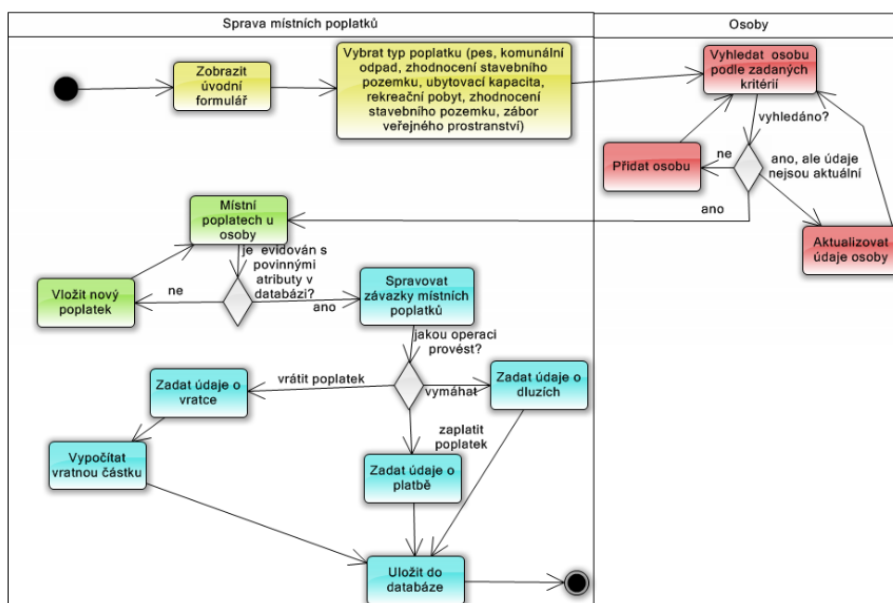 Sprava místních poplatků
Osoby
Zobrazit
úvodní
formulář
Vybrat typ poplatku (pes, komunální
odpad, zhodnocení stavebního
pozemku, ubytovací kapacita,
rekreační pobyt, zhodnocení
stavebního pozemku, zábor
veřejného prostranství)
Vyhledat osobu
podle zadaných
kritérií
vyhledáno?
ne
Přidat osobu
ano, ale údaje
nejsou aktuální
ano
Aktualizovat
údaje osoby
Místní
poplatech u
osoby
je evidován s
povinnými
atributy v
databázi?
ne
Vložit nový
poplatek
ano
Spravovat
závazky místních
poplatků
jakou operaci
provést?
vrátit poplatek
Zadat údaje o
vratce
vymáhat
Zadat údaje o
dluzích
Vypočítat
vratnou částku
zaplatit
poplatek
Zadat údaje o
platbě
Uložit do
databáze